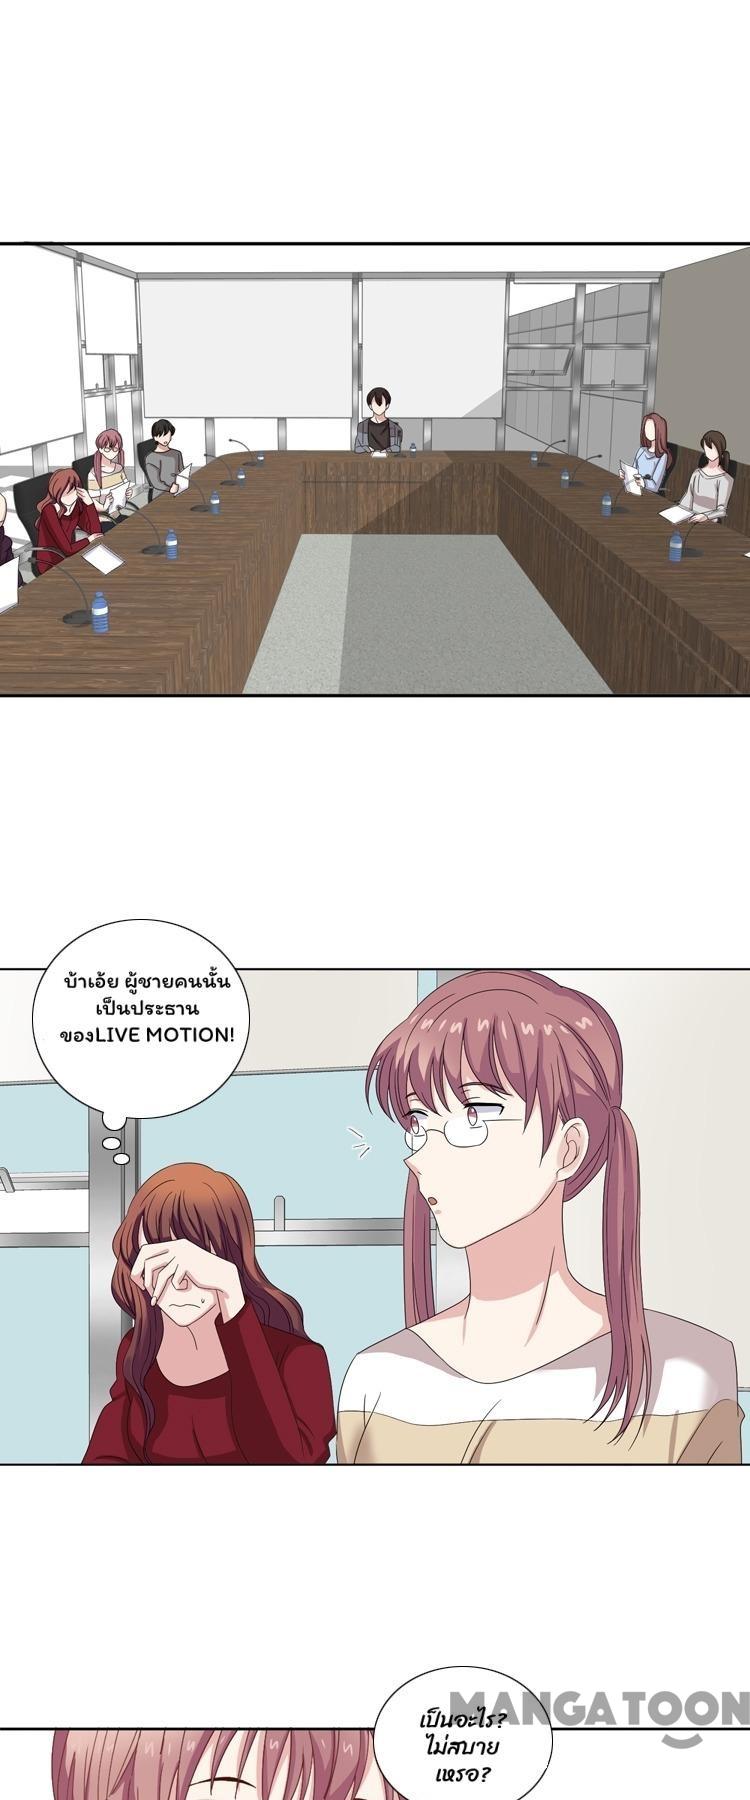 บ้าเอ้ย ผู้ชายคนนั้น
เป็นประธาน
ของLIVE MOTION!
MANGATOON
เป็นอะไร?
ไม่สบาย
เหรอ?